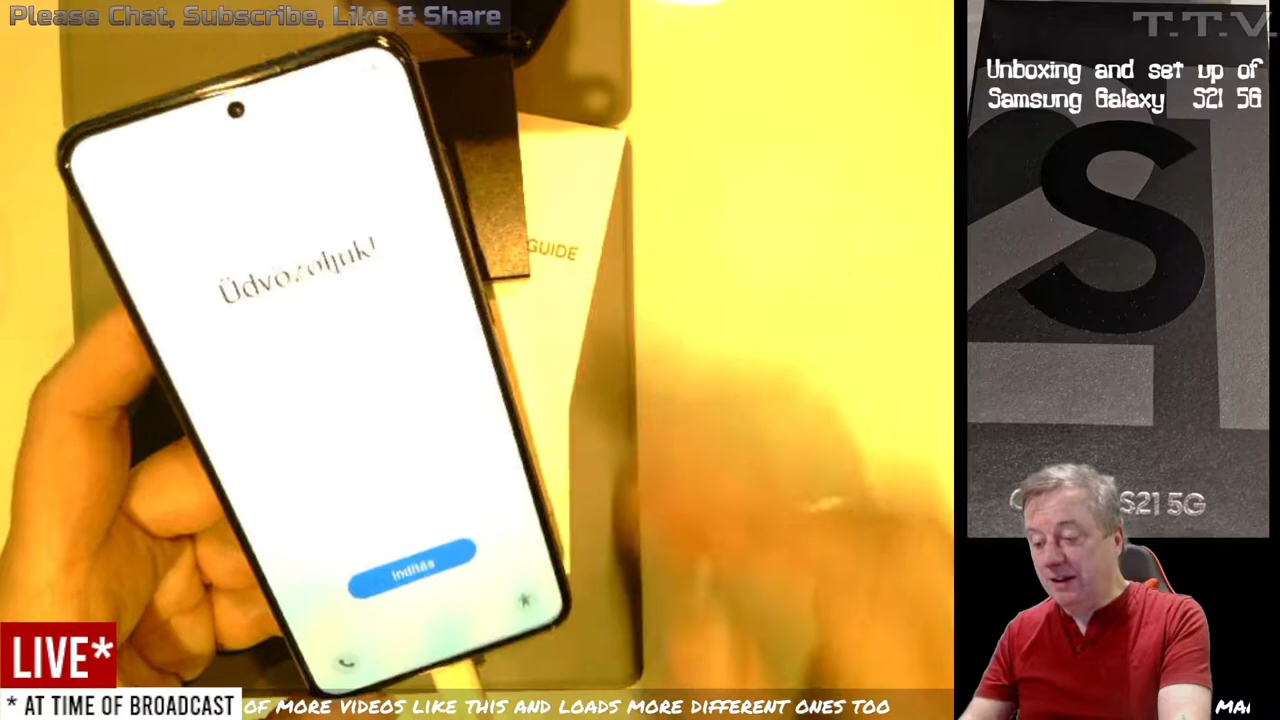 Please Chat, Subscribe, Like & Share
T.T.V.
Unboxing and set up of
Samsung Galaxy S21 5G
Üdvözöljük!
GUIDE
Indítás
S21 5G
LIVE*
* AT TIME OF BROADCAST
OF MORE VIDEOS LIKE THIS AND LOADS MORE DIFFERENT ONES TOO